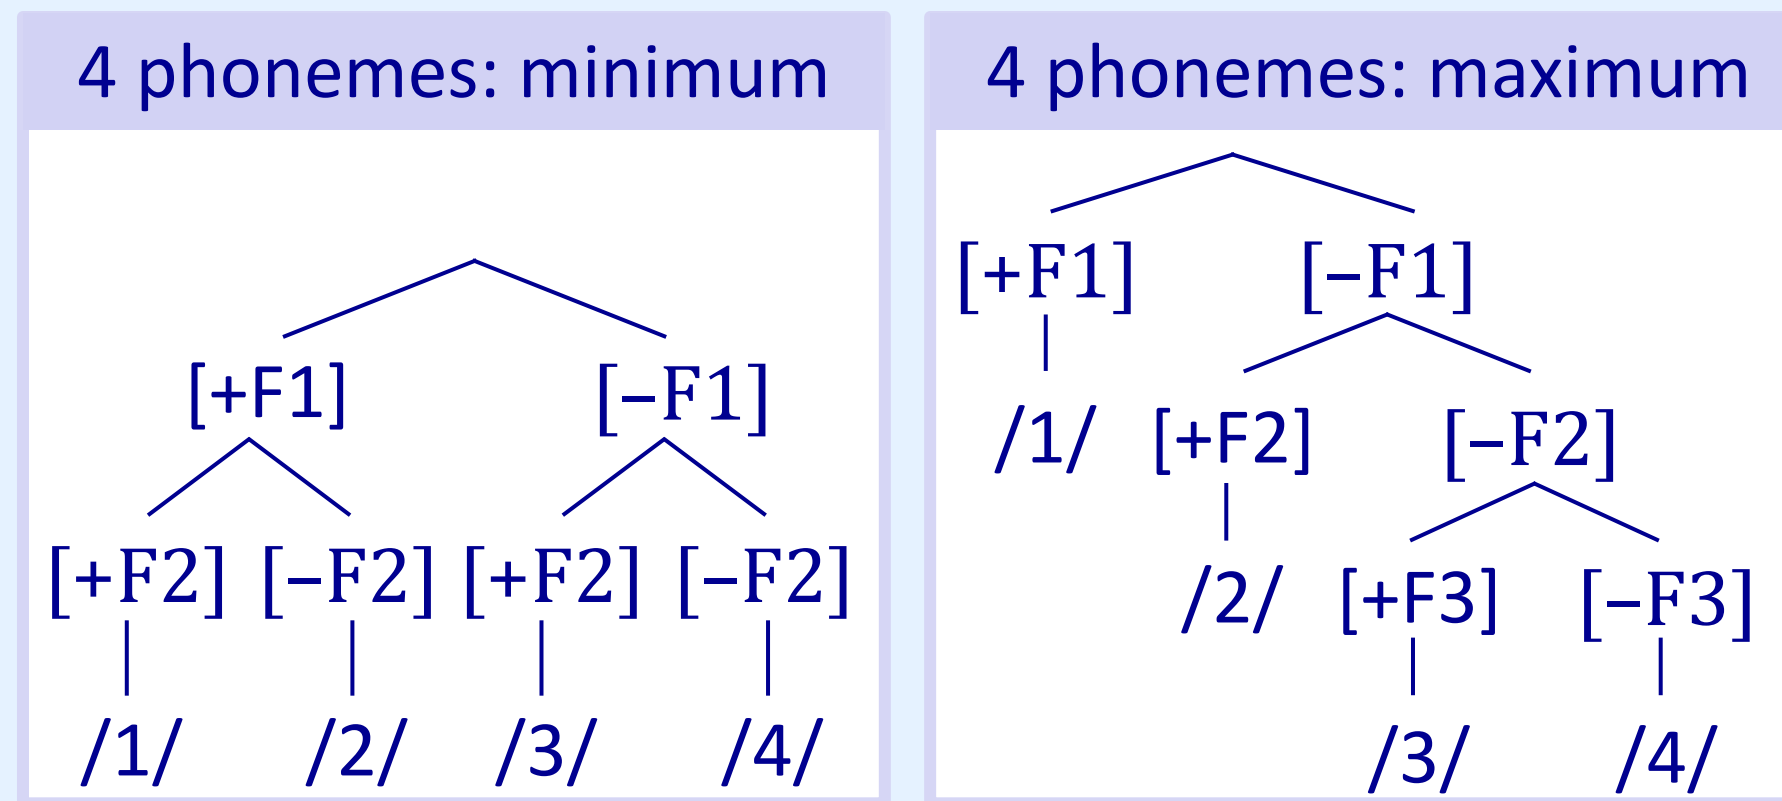 4 phonemes: minimum
[+F1] [–F1]
[+F2] [–F2] [+F2] [–F2]
/1/ /2/ /3/ /4/
4 phonemes: maximum
[+F1] [–F1]
/1/ [+F2] [–F2]
/2/ [+F3] [–F3]
/3/ /4/